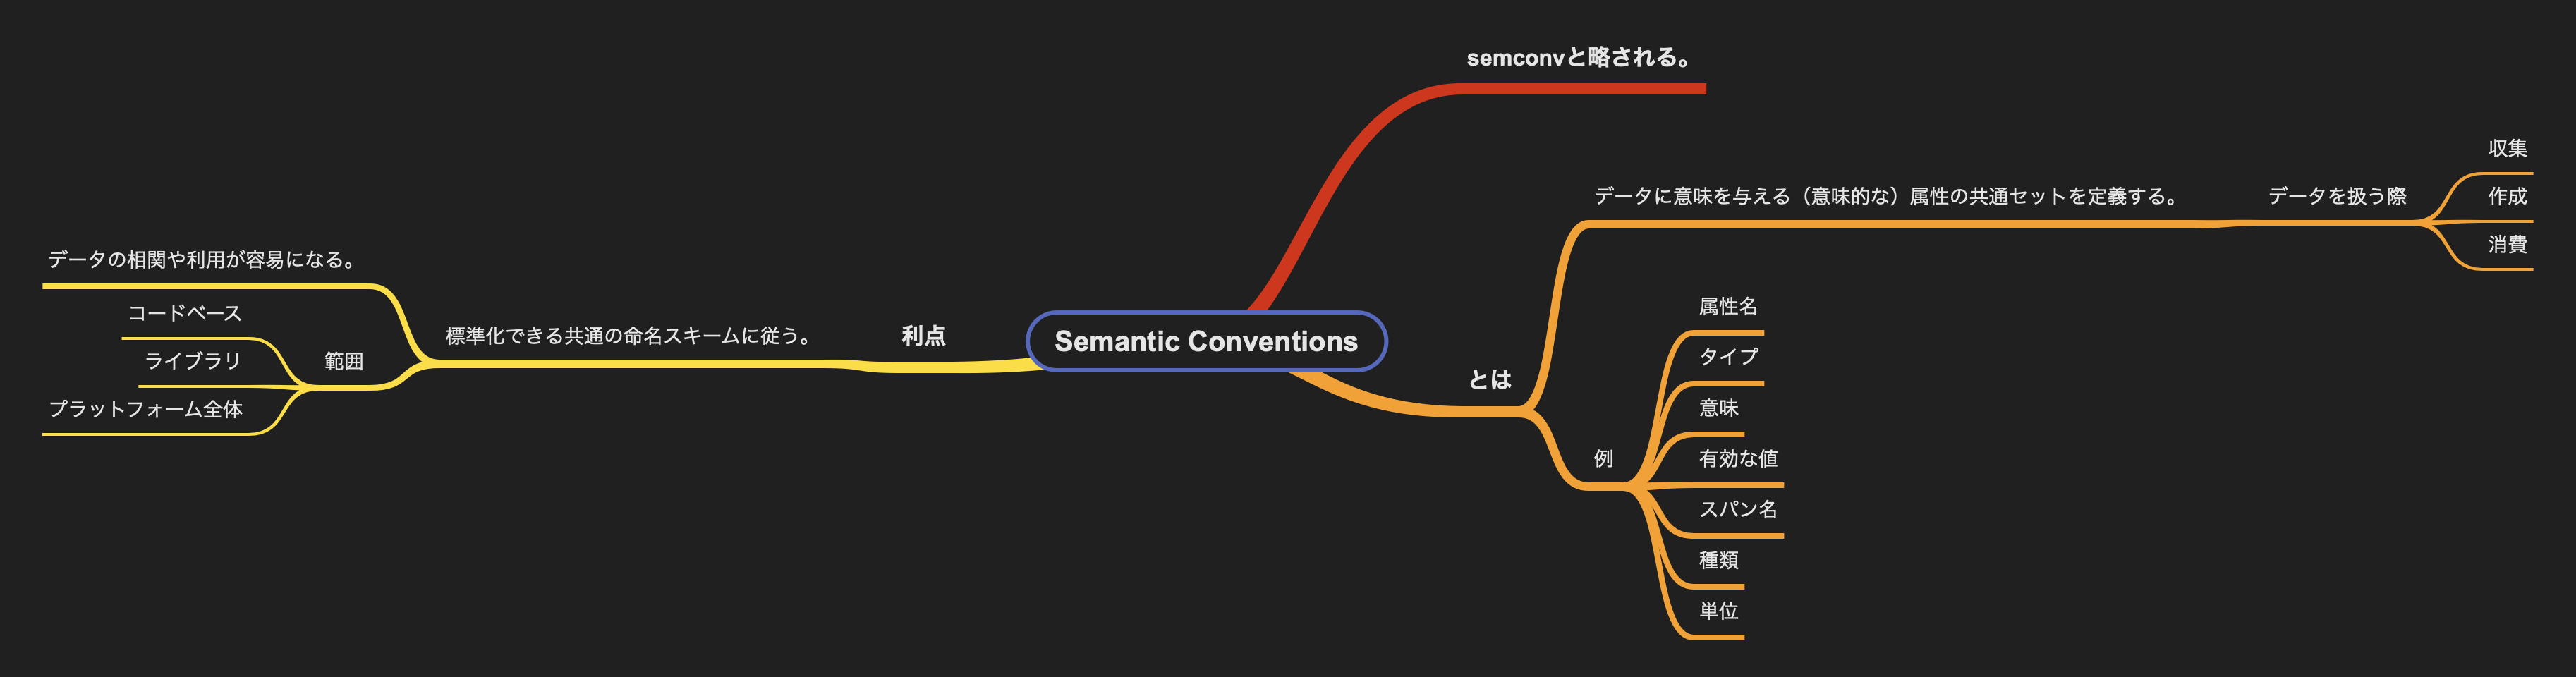 Semantic Conventions
semconvと略される。
とは
データに意味を与える（意味的な）属性の共通セットを定義する。
データを扱う際
収集
作成
消費
例
属性名
タイプ
意味
有効な値
スパン名
種類
単位
利点
標準化できる共通の命名スキームに従う。
データの相関や利用が容易になる。
範囲
コードベース
ライブラリ
プラットフォーム全体